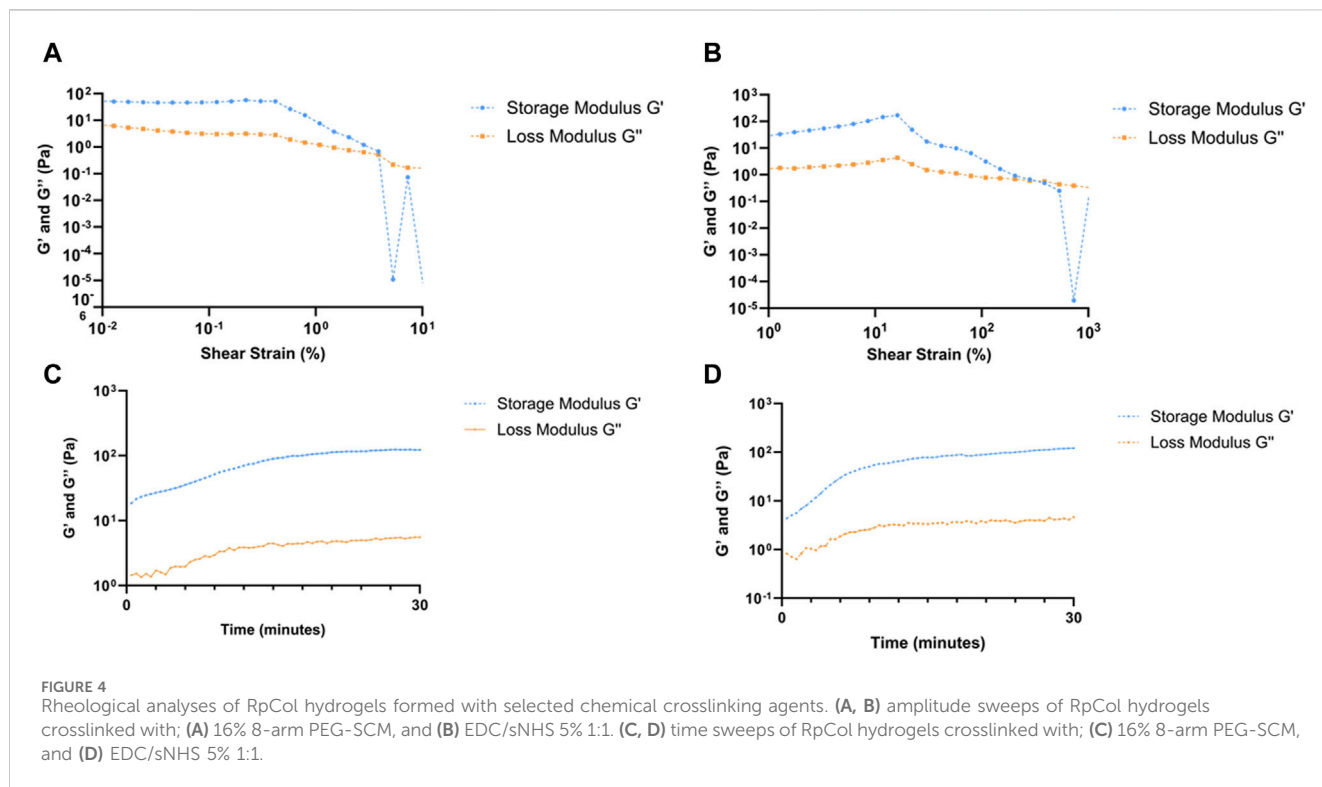 A
10² 10¹ 10⁰ 10⁻¹ 10⁻² 10⁻³ 10⁻⁴ 10⁻⁵ 10⁻⁶
G' and G'' (Pa)
10⁻² 10⁻¹ 10⁰ 10¹
Shear Strain (%)
Storage Modulus G'
Loss Modulus G"
B
10³ 10² 10¹ 10⁰ 10⁻¹ 10⁻² 10⁻³ 10⁻⁴ 10⁻⁵
G' and G'' (Pa)
10⁰ 10¹ 10² 10³
Shear Strain (%)
Storage Modulus G'
Loss Modulus G"
C
10³ 10² 10¹ 10⁰
G' and G'' (Pa)
0 30
Time (minutes)
Storage Modulus G'
Loss Modulus G"
D
10³ 10² 10¹ 10⁰ 10⁻¹
G' and G'' (Pa)
0 30
Time (minutes)
Storage Modulus G'
Loss Modulus G"
FIGURE 4
Rheological analyses of RpCol hydrogels formed with selected chemical crosslinking agents. (A, B) amplitude sweeps of RpCol hydrogels
crosslinked with; (A) 16% 8-arm PEG-SCM, and (B) EDC/sNHS 5% 1:1. (C, D) time sweeps of RpCol hydrogels crosslinked with; (C) 16% 8-arm PEG-SCM,
and (D) EDC/sNHS 5% 1:1.